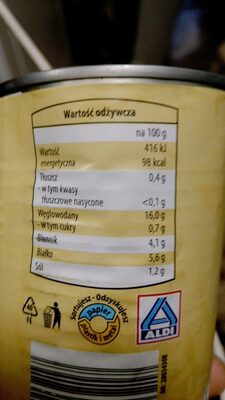 Wartość odżywcza
na 100 g
Wartość 416 kJ
energetyczna 98 kcal
Tłuszcz 0,4 g
- w tym kwasy
tłuszczowe nasycone <0,1 g
Węglowodany 16,0 g
- w tym cukry 0,7 g
Błonnik 4,1 g
Białko 5,6 g
Sól 1,2 g
Sortujesz - Odzyskujesz
papier
plastik i metal
FE
ALDI